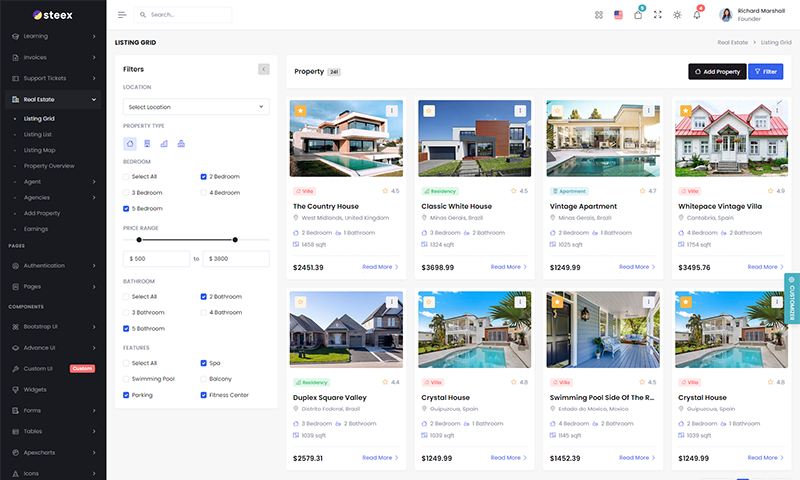 steex
Search...
8
4
Richard Marshall
Founder
Learning
Invoices
Support Tickets
Real Estate
Listing Grid
Listing List
Listing Map
Property Overview
Agent
Agencies
Add Property
Earnings
PAGES
Authentication
Pages
COMPONENTS
Bootstrap UI
Advance UI
Custom UI Custom
Widgets
Forms
Tables
Apexcharts
Icons
LISTING GRID
Real Estate Listing Grid
Filters
LOCATION
Select Location
PROPERTY TYPE
BEDROOM
Select All 2 Bedroom
3 Bedroom 4 Bedroom
5 Bedroom
PRICE RANGE
$ 500 to $ 3800
BATHROOM
Select All 2 Bathroom
3 Bathroom 4 Bathroom
5 Bathroom
FEATURES
Select All Spa
Swimming Pool Balcony
Parking Fitness Center
Property 241
Add Property Filter
Villa 4.5
The Country House
West Midlands, United Kingdom
2 Bedroom 1 Bathroom
1458 sqft
$2451.39 Read More
Residency 4.5
Classic White House
Minas Gerais, Brazil
3 Bedroom 2 Bathroom
1324 sqft
$3698.99 Read More
Apartment 4.7
Vintage Apartment
Minas Gerais, Brazil
2 Bedroom 1 Bathroom
1025 sqft
$1249.99 Read More
Villa 4.9
Whitepace Vintage Villa
Cantabria, Spain
4 Bedroom 2 Bathroom
1754 sqft
$3495.76 Read More
Residency 4.4
Duplex Square Valley
Distrito Federal, Brazil
3 Bedroom 2 Bathroom
1039 sqft
$2579.31 Read More
Villa 4.8
Crystal House
Guipuzcoa, Spain
2 Bedroom 1 Bathroom
1039 sqft
$1249.99 Read More
Villa 4.5
Swimming Pool Side Of The R...
Estado de Mexico, Mexico
4 Bedroom 2 Bathroom
1145 sqft
$1452.39 Read More
Villa 4.8
Crystal House
Guipuzcoa, Spain
2 Bedroom 1 Bathroom
1039 sqft
$1249.99 Read More
CUSTOMIZER